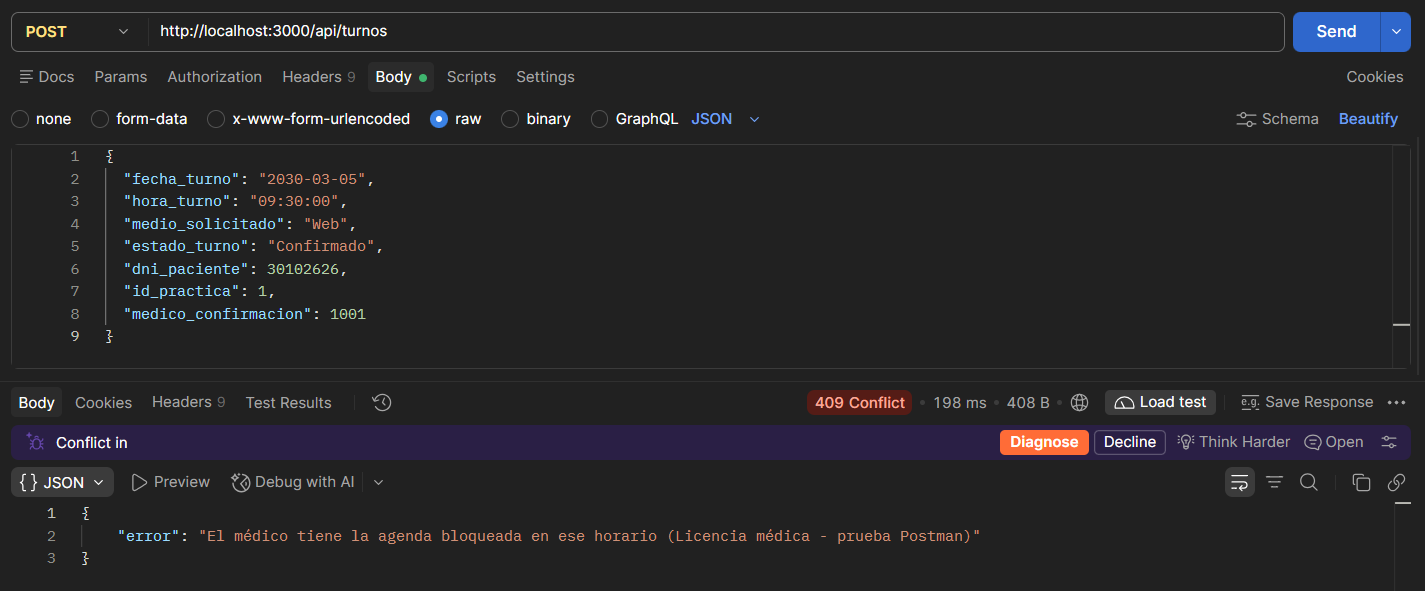 POST http://localhost:3000/api/turnos Send
Docs Params Authorization Headers 9 Body Scripts Settings Cookies
none form-data x-www-form-urlencoded raw binary GraphQL JSON Schema Beautify
1 {
2 "fecha_turno": "2030-03-05",
3 "hora_turno": "09:30:00",
4 "medio_solicitado": "Web",
5 "estado_turno": "Confirmado",
6 "dni_paciente": 30102626,
7 "id_practica": 1,
8 "medico_confirmacion": 1001
9 }
Body Cookies Headers 9 Test Results 409 Conflict 198 ms 408 B Load test e.g. Save Response
Conflict in Diagnose Decline Think Harder Open
{} JSON Preview Debug with AI
1 {
2 "error": "El médico tiene la agenda bloqueada en ese horario (Licencia médica - prueba Postman)"
3 }